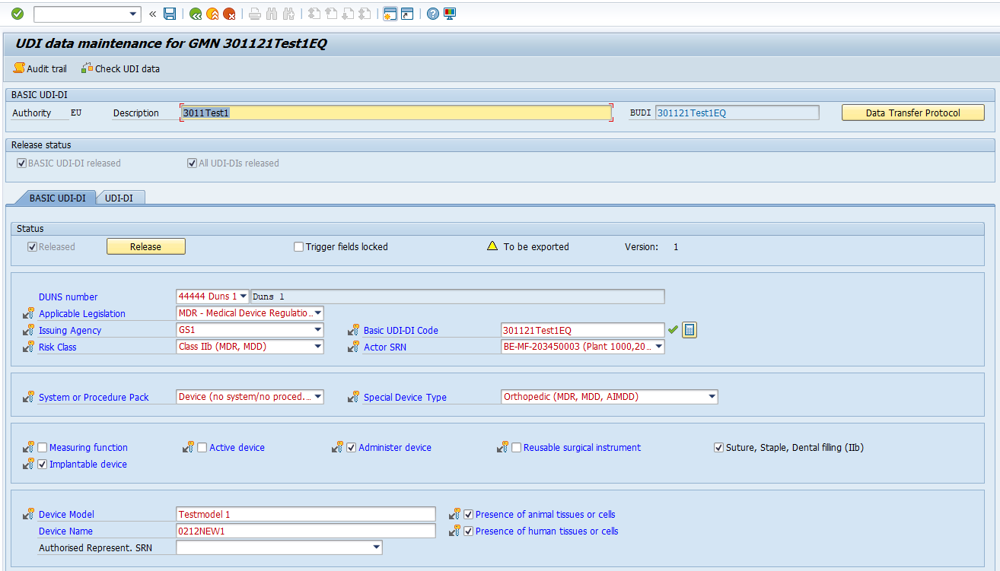 UDI data maintenance for GMN 301121Test1EQ
Audit trail Check UDI data
BASIC UDI-DI
Authority EU Description 3011Test1 BUDI 301121Test1EQ Data Transfer Protocol
Release status
BASIC UDI-DI released All UDI-DIs released
BASIC UDI-DI UDI-DI
Status
Released Release Trigger fields locked To be exported Version: 1
DUNS number 44444 Duns 1 Duns 1
Applicable Legislation MDR - Medical Device Regulatio...
Issuing Agency GS1 Basic UDI-DI Code 301121Test1EQ
Risk Class Class IIb (MDR, MDD) Actor SRN BE-MF-203450003 (Plant 1000,20...
System or Procedure Pack Device (no system/no proced... Special Device Type Orthopedic (MDR, MDD, AIMDD)
Measuring function Active device Administer device Reusable surgical instrument Suture, Staple, Dental filling (IIb)
Implantable device
Device Model Testmodel 1 Presence of animal tissues or cells
Device Name 0212NEW1 Presence of human tissues or cells
Authorised Represent. SRN